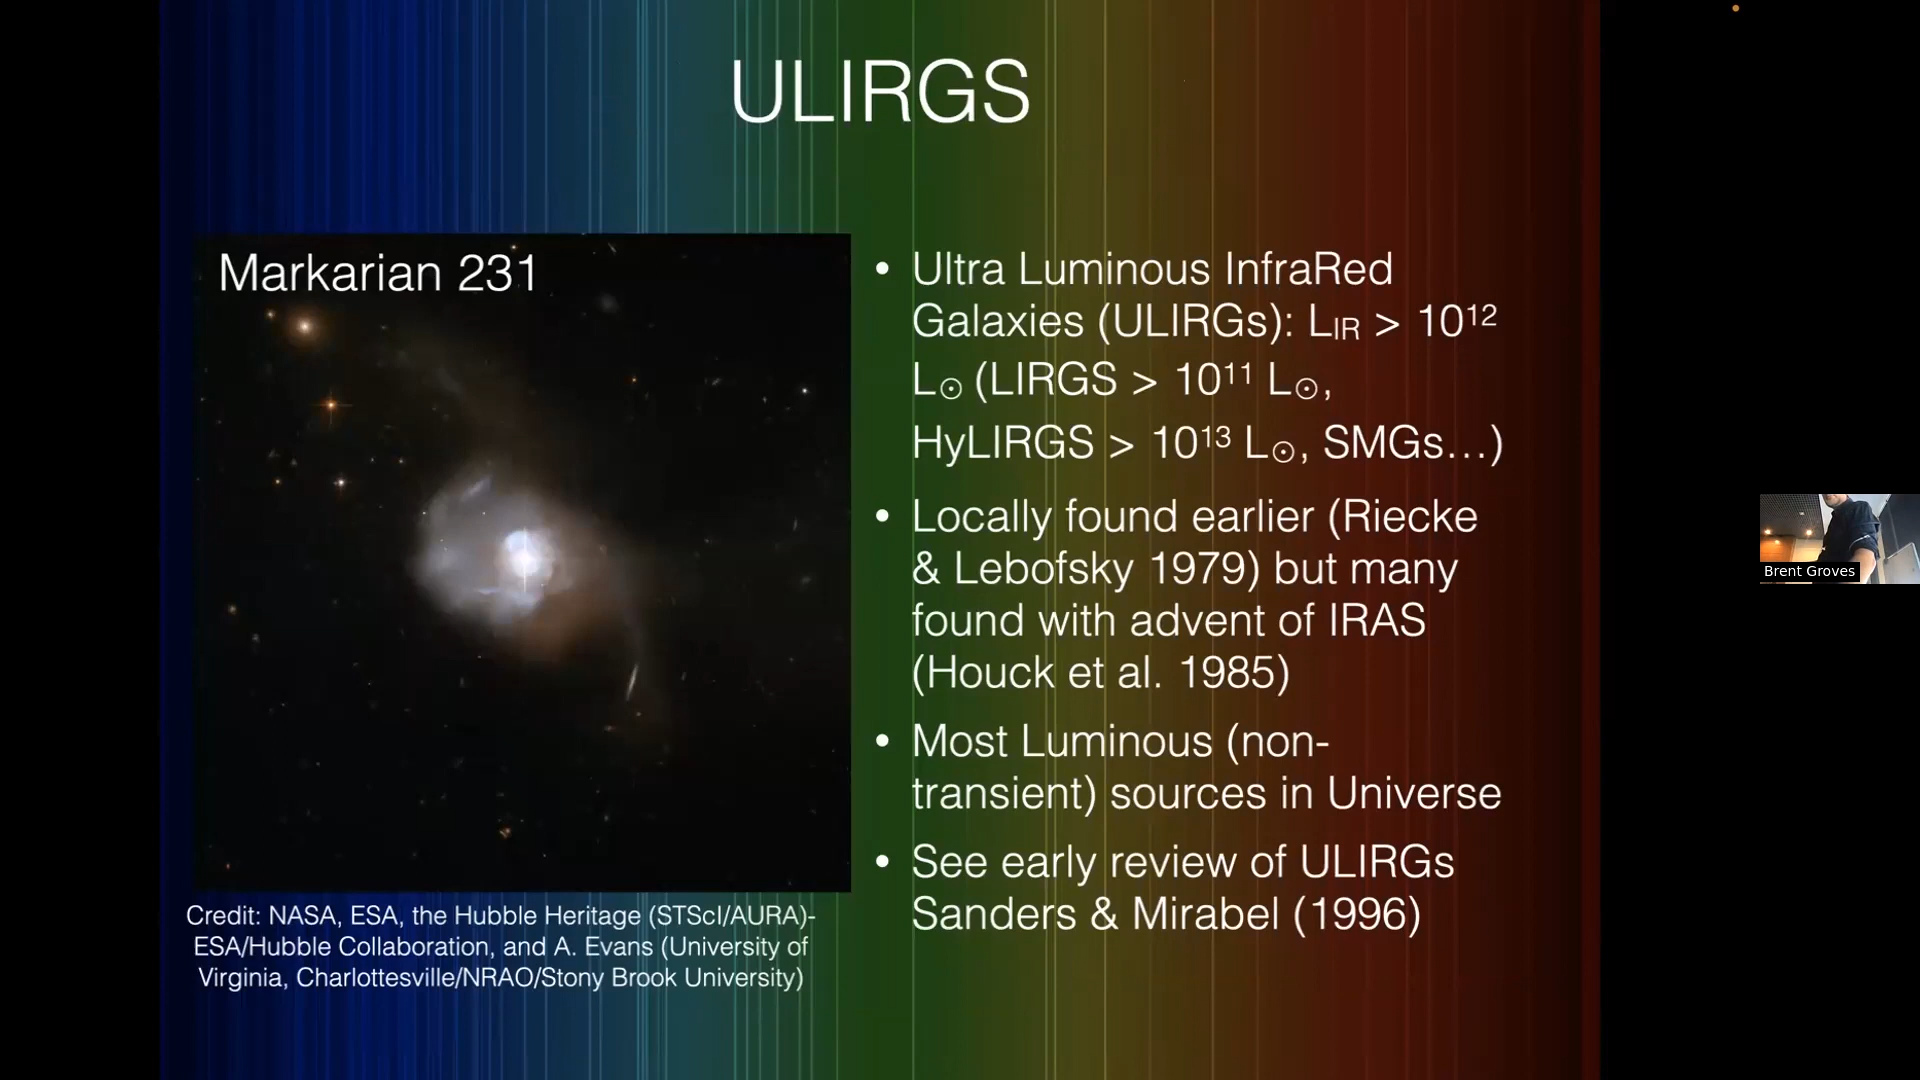 ULIRGS
Markarian 231
• Ultra Luminous InfraRed
Galaxies (ULIRGs): L_IR > 10¹²
L☉ (LIRGS > 10¹¹ L☉,
HyLIRGS > 10¹³ L☉, SMGs...)
• Locally found earlier (Riecke
& Lebofsky 1979) but many
found with advent of IRAS
(Houck et al. 1985)
• Most Luminous (non-
transient) sources in Universe
• See early review of ULIRGs
Sanders & Mirabel (1996)
Credit: NASA, ESA, the Hubble Heritage (STScI/AURA)-
ESA/Hubble Collaboration, and A. Evans (University of
Virginia, Charlottesville/NRAO/Stony Brook University)
Brent Groves